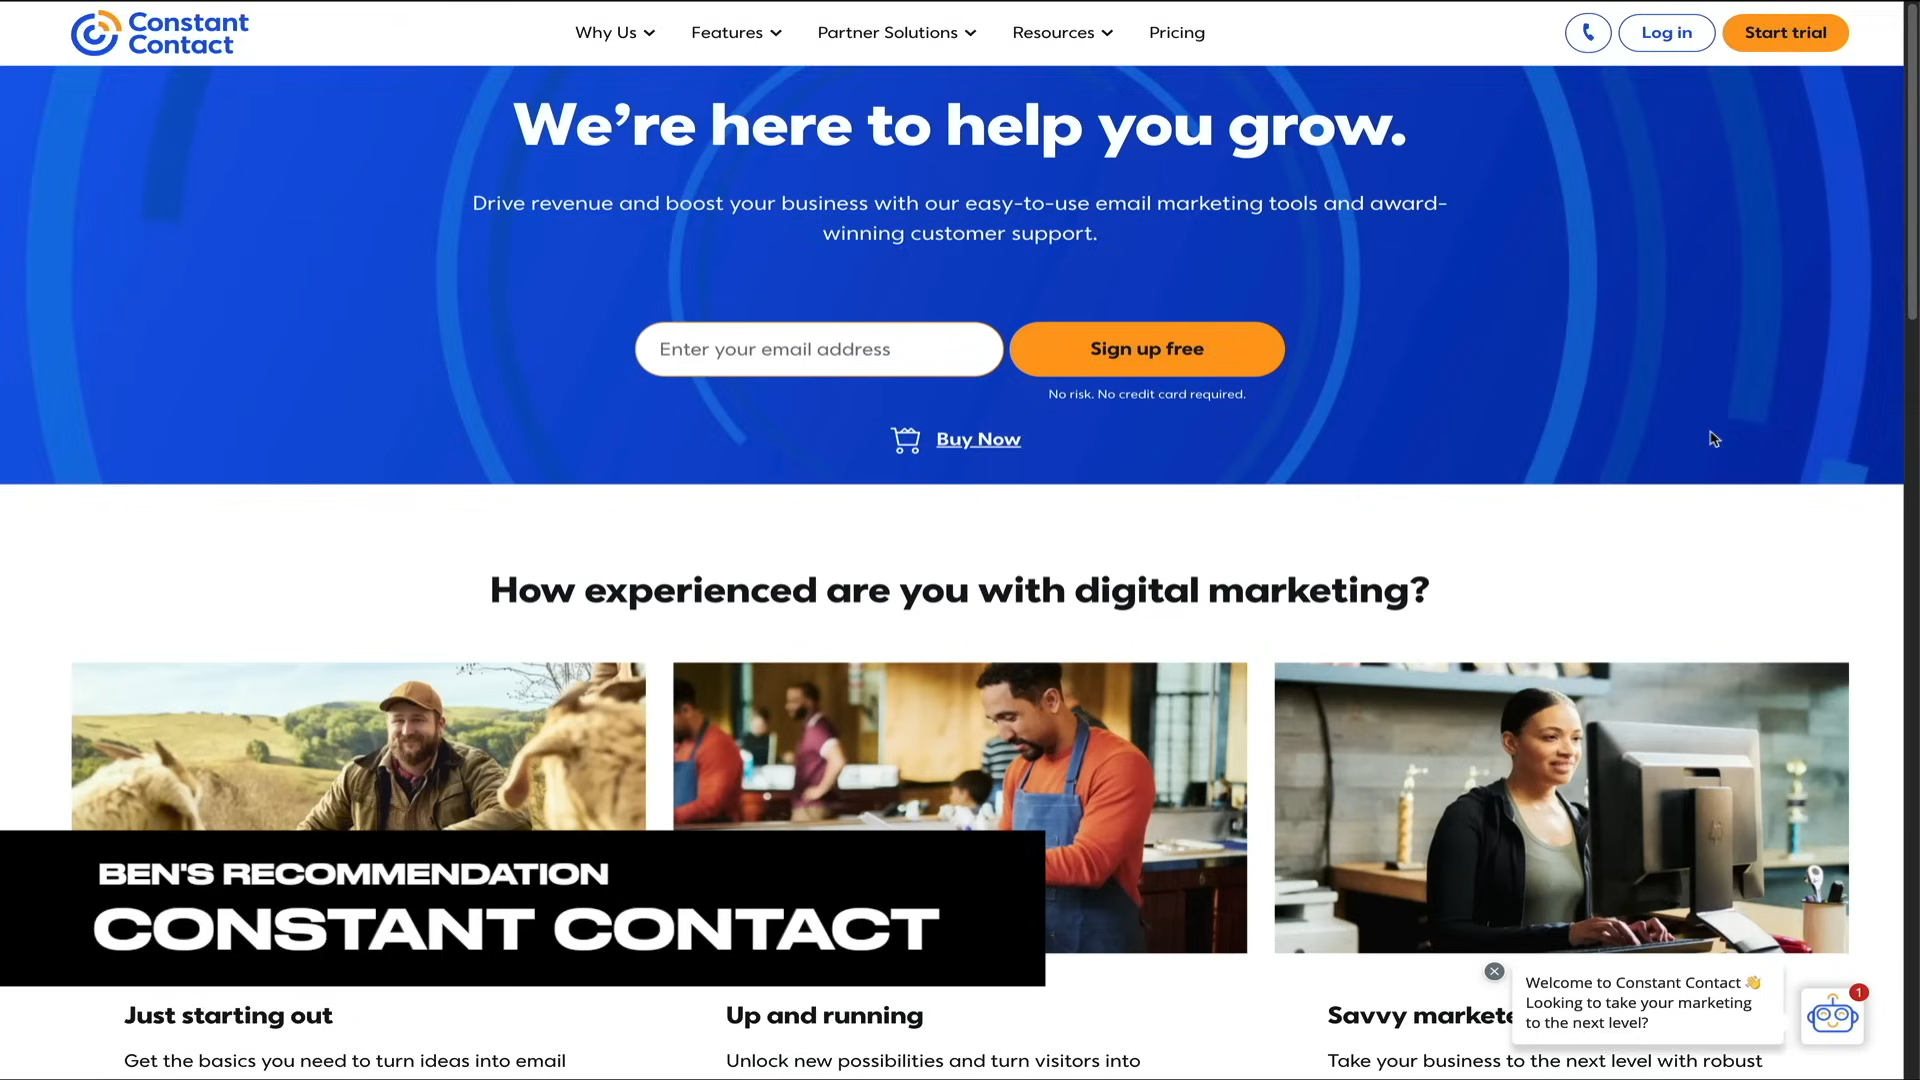 Constant
Contact
Why Us
Features
Partner Solutions
Resources
Pricing
Log in
Start trial
We're here to help you grow.
Drive revenue and boost your business with our easy-to-use email marketing tools and award-
winning customer support.
Enter your email address
Sign up free
No risk. No credit card required.
Buy Now
How experienced are you with digital marketing?
BEN'S RECOMMENDATION
CONSTANT CONTACT
Just starting out
Get the basics you need to turn ideas into email
Up and running
Unlock new possibilities and turn visitors into
Savvy markete
Take your business to the next level with robust
Welcome to Constant Contact 👋
Looking to take your marketing
to the next level?
1